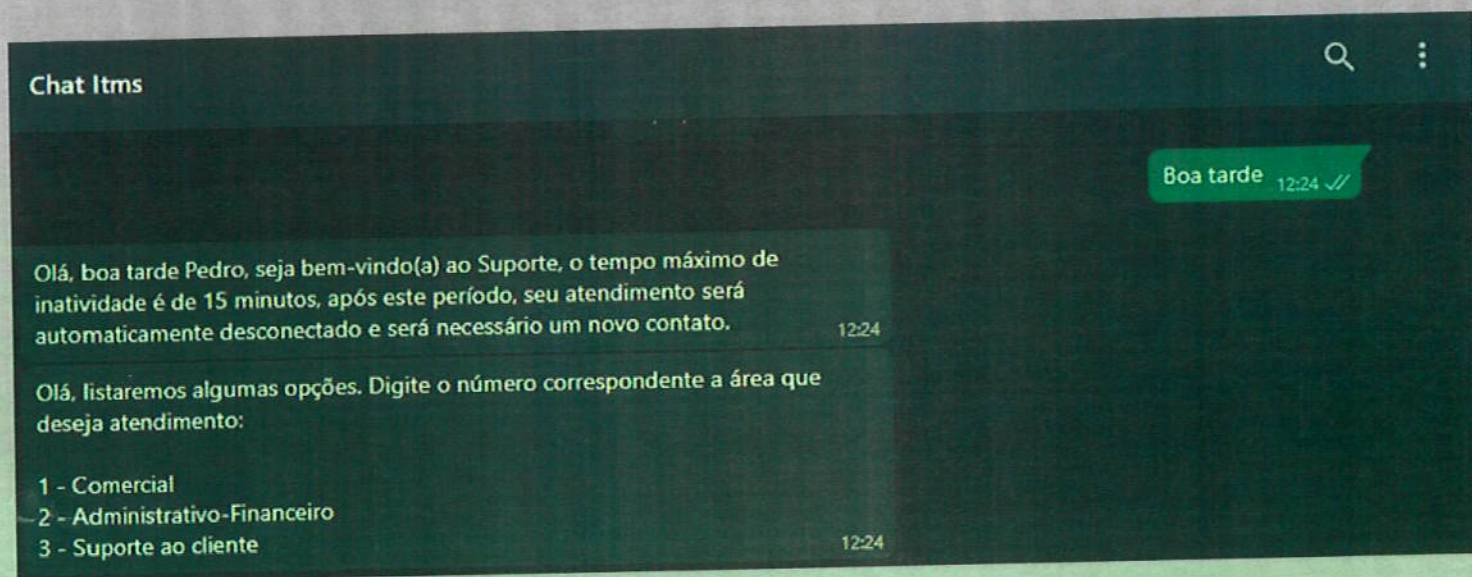 Chat Itms
Boa tarde 12:24
Olá, boa tarde Pedro, seja bem-vindo(a) ao Suporte, o tempo máximo de
inatividade é de 15 minutos, após este período, seu atendimento será
automaticamente desconectado e será necessário um novo contato. 12:24
Olá, listaremos algumas opções. Digite o número correspondente a área que
deseja atendimento:
1 - Comercial
2 - Administrativo-Financeiro
3 - Suporte ao cliente 12:24